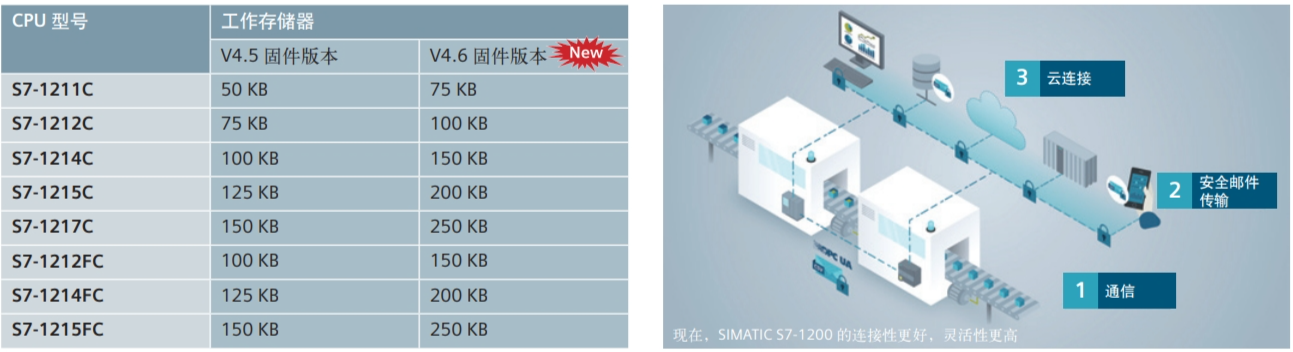 CPU 型号 工作存储器
V4.5 固件版本 V4.6 固件版本 New
S7-1211C 50 KB 75 KB
S7-1212C 75 KB 100 KB
S7-1214C 100 KB 150 KB
S7-1215C 125 KB 200 KB
S7-1217C 150 KB 250 KB
S7-1212FC 100 KB 150 KB
S7-1214FC 125 KB 200 KB
S7-1215FC 150 KB 250 KB
3 云连接
2 安全邮件
传输
OPC UA
1 通信
现在，SIMATIC S7-1200 的连接性更好，灵活性更高